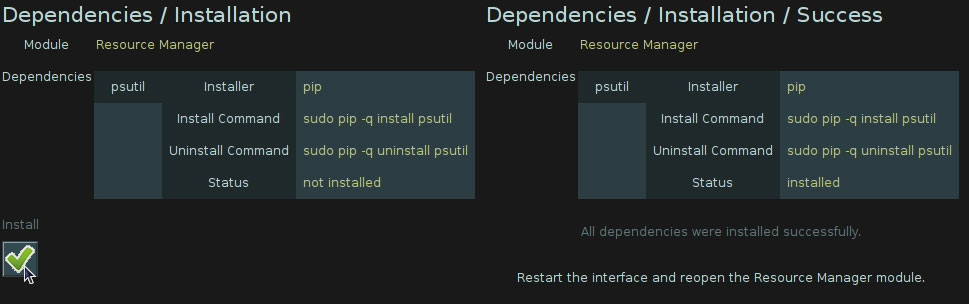 Dependencies / Installation
Module Resource Manager
Dependencies psutil Installer pip
Install Command sudo pip -q install psutil
Uninstall Command sudo pip -q uninstall psutil
Status not installed
Install
Dependencies / Installation / Success
Module Resource Manager
Dependencies psutil Installer pip
Install Command sudo pip -q install psutil
Uninstall Command sudo pip -q uninstall psutil
Status installed
All dependencies were installed successfully.
Restart the interface and reopen the Resource Manager module.